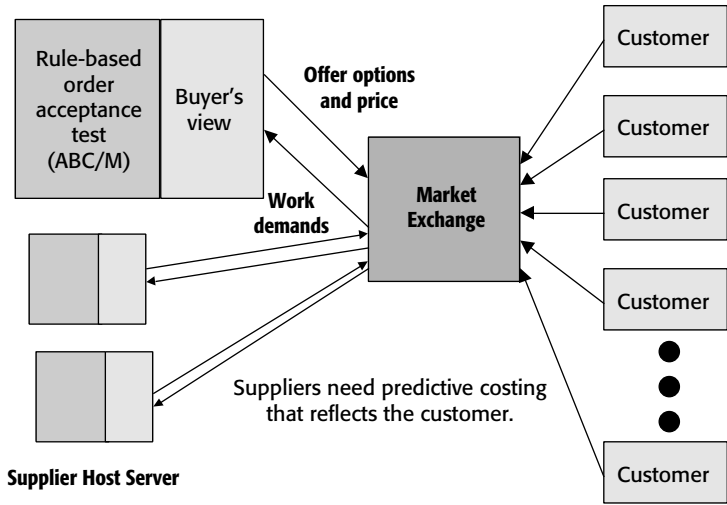 Rule-based
order
acceptance
test
(ABC/M)
Buyer's
view
Offer options
and price
Work
demands
Market
Exchange
Customer
Customer
Customer
Customer
Customer
Suppliers need predictive costing
that reflects the customer.
Supplier Host Server